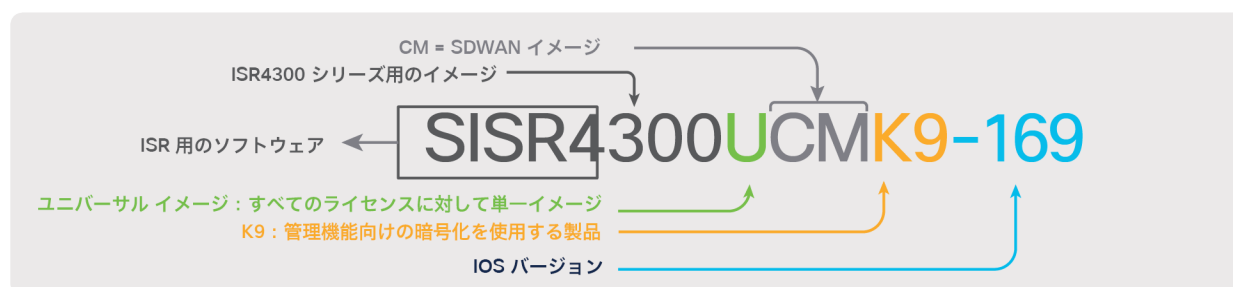 CM = SDWAN イメージ
ISR4300 シリーズ用のイメージ
SISR4300UCMK9-169
ISR 用のソフトウェア
ユニバーサル イメージ：すべてのライセンスに対して単一イメージ
K9：管理機能向けの暗号化を使用する製品
IOS バージョン